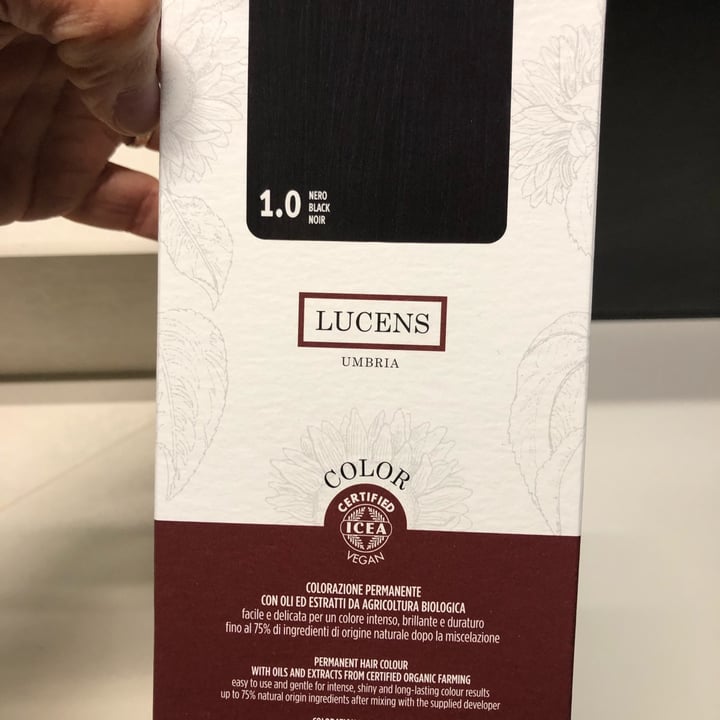 1.0
NERO
BLACK
NOIR
LUCENS
UMBRIA
COLOR
CERTIFIED
ICEA
VEGAN
COLORAZIONE PERMANENTE
CON OLI ED ESTRATTI DA AGRICOLTURA BIOLOGICA
facile e delicata per un colore intenso, brillante e duraturo
fino al 75% di ingredienti di origine naturale dopo la miscelazione
PERMANENT HAIR COLOUR
WITH OILS AND EXTRACTS FROM CERTIFIED ORGANIC FARMING
easy to use and gentle for intense, shiny and long-lasting colour results
up to 75% natural origin ingredients after mixing with the supplied developer